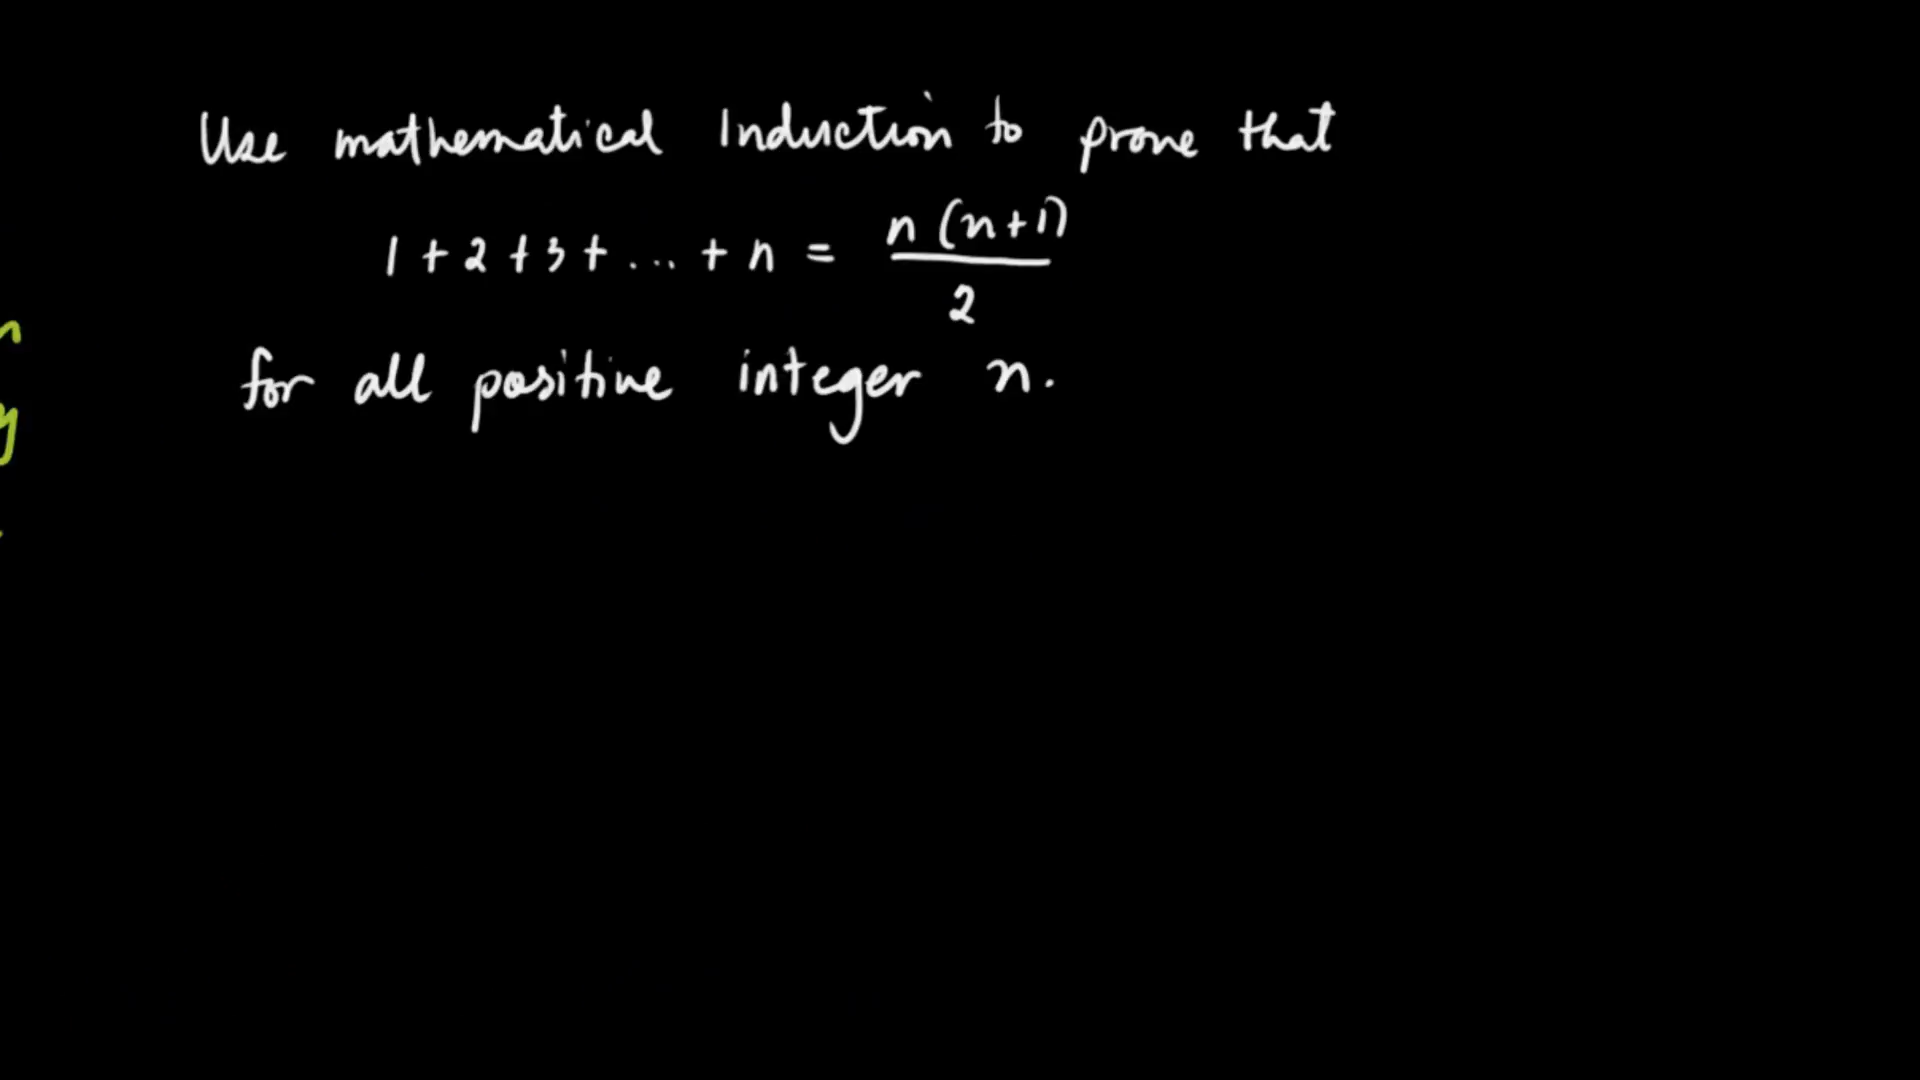 Use mathematical Induction to prove that
1 + 2 + 3 + ... + n = n (n+1) / 2
for all positive integer n.